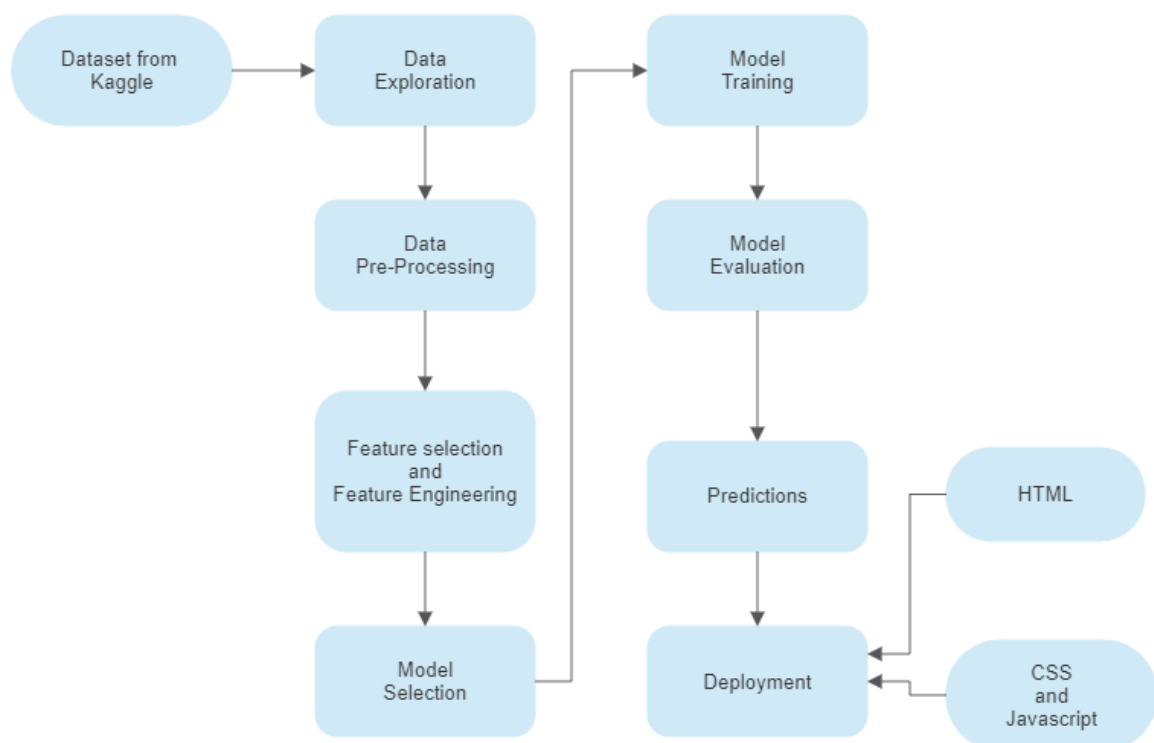 Dataset from
Kaggle
Data
Exploration
Data
Pre-Processing
Feature selection
and
Feature Engineering
Model
Selection
Model
Training
Model
Evaluation
Predictions
Deployment
HTML
CSS
and
Javascript